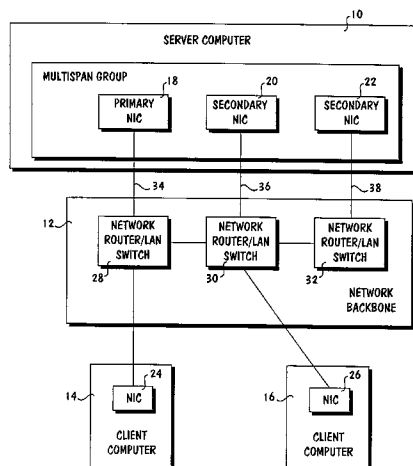 10
SERVER COMPUTER
MULTISPAN GROUP
18
20
22
PRIMARY
NIC
SECONDARY
NIC
SECONDARY
NIC
34
36
38
12
NETWORK
ROUTER/LAN
SWITCH
28
NETWORK
ROUTER/LAN
SWITCH
30
NETWORK
ROUTER/LAN
SWITCH
32
NETWORK
BACKBONE
14
24
NIC
CLIENT
COMPUTER
16
26
NIC
CLIENT
COMPUTER